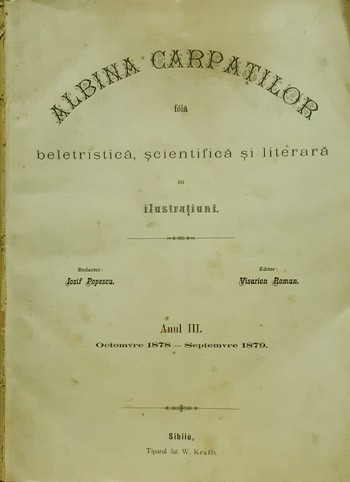 ALBINA CARPAȚILOR
fóiă
beletristică, șcientifică și literară
cu
ilustrațiuni.
Redactor:
Iosif Popescu.
Editor:
Visarion Roman.
Anul III.
Octomvre 1878 — Septemvre 1879.
Sibiiu,
Tiparul lui W. Krafft.